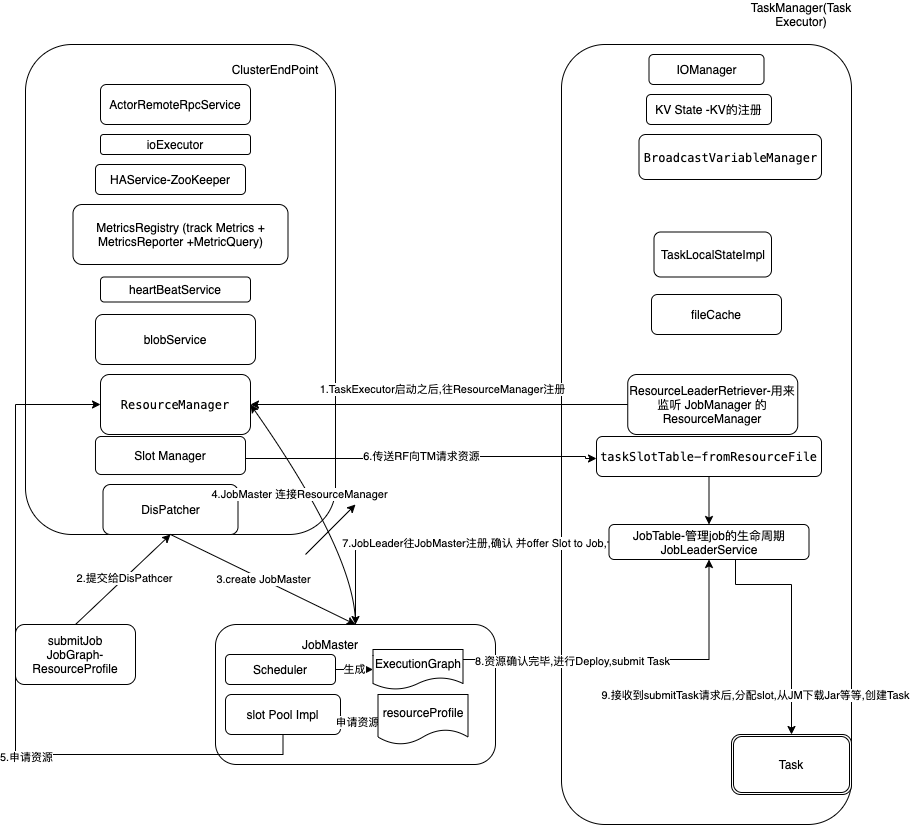 TaskManager(Task
Executor)
ClusterEndPoint
ActorRemoteRpcService
ioExecutor
HAService-ZooKeeper
MetricsRegistry (track Metrics +
MetricsReporter +MetricQuery)
heartBeatService
blobService
ResourceManager
Slot Manager
DisPatcher
IOManager
KV State -KV的注册
BroadcastVariableManager
TaskLocalStateImpl
fileCache
ResourceLeaderRetriever-用来
监听 JobManager 的
ResourceManager
taskSlotTable-fromResourceFile
JobTable-管理job的生命周期
JobLeaderService
1.TaskExecutor启动之后,往ResourceManager注册
6.传送RF向TM请求资源
4.JobMaster 连接ResourceManager
7.JobLeader往JobMaster注册,确认 并offer Slot to Job,
2.提交给DisPathcer
3.create JobMaster
submitJob
JobGraph-
ResourceProfile
JobMaster
Scheduler
生成
ExecutionGraph
8.资源确认完毕,进行Deploy,submit Task
slot Pool Impl
申请资源
resourceProfile
9.接收到submitTask请求后,分配slot,从JM下载Jar等等,创建Task
5.申请资源
Task